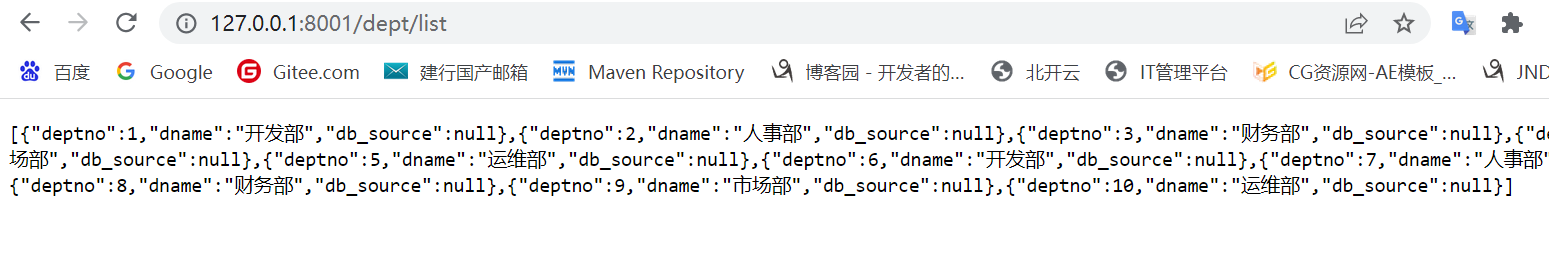 127.0.0.1:8001/dept/list
百度 Google Gitee.com 建行国产邮箱 Maven Repository 博客园 - 开发者的... 北开云 IT管理平台 CG资源网-AE模板_... JND
[{"deptno":1,"dname":"开发部","db_source":null},{"deptno":2,"dname":"人事部","db_source":null},{"deptno":3,"dname":"财务部","db_source":null},{"de
场部","db_source":null},{"deptno":5,"dname":"运维部","db_source":null},{"deptno":6,"dname":"开发部","db_source":null},{"deptno":7,"dname":"人事部"
{"deptno":8,"dname":"财务部","db_source":null},{"deptno":9,"dname":"市场部","db_source":null},{"deptno":10,"dname":"运维部","db_source":null}]